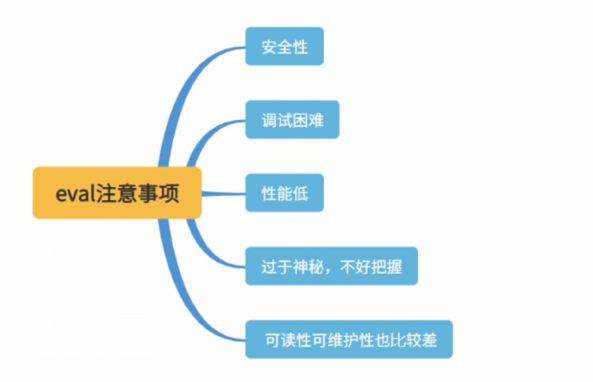 eval注意事项
安全性
调试困难
性能低
过于神秘，不好把握
可读性可维护性也比较差